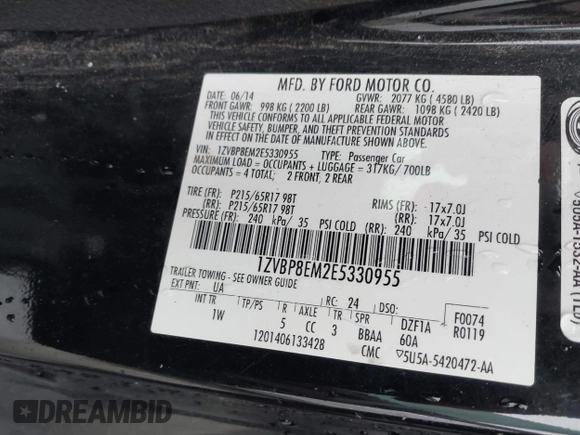 MFD. BY FORD MOTOR CO.
DATE: 06/14 GVWR: 2077 KG ( 4580 LB)
FRONT GAWR: 998 KG ( 2200 LB) REAR GAWR: 1098 KG ( 2420 LB)
THIS VEHICLE CONFORMS TO ALL APPLICABLE FEDERAL MOTOR
VEHICLE SAFETY, BUMPER, AND THEFT PREVENTION STANDARDS
IN EFFECT ON THE DATE OF MANUFACTURE SHOWN ABOVE.
VIN: 1ZVBP8EM2E5330955 TYPE: Passenger Car
MAXIMUM LOAD = OCCUPANTS + LUGGAGE = 317KG/ 700LB
OCCUPANTS = 4 TOTAL; 2 FRONT, 2 REAR
TIRE (FR): P215/65R17 98T RIMS (FR): 17x7.0J
(RR): P215/65R17 98T (RR): 17x7.0J
PRESSURE (FR): 240 kPa/ 35 PSI COLD (RR): 240 kPa/ 35 PSI COLD
1ZVBP8EM2E5330955
TRAILER TOWING - SEE OWNER GUIDE
EXT PNT: UA RC: 24 DSO: F0074
INT TR TP/PS R AXLE TR SPR DZF1A R0119
1W 5 CC 3 BBAA 60A
1201406133428 CMC 5U5A-5420472-AA
DREAMBID